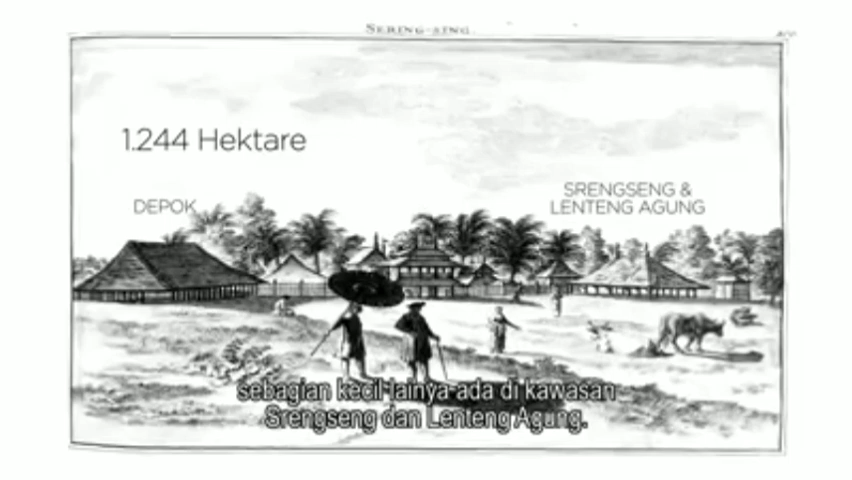 SERING-SING.
1.244 Hektare
DEPOK
SRENGSENG &
LENTENG AGUNG
sebagian kecil lainya ada di kawasan
Srengseng dan Lenteng Agung.